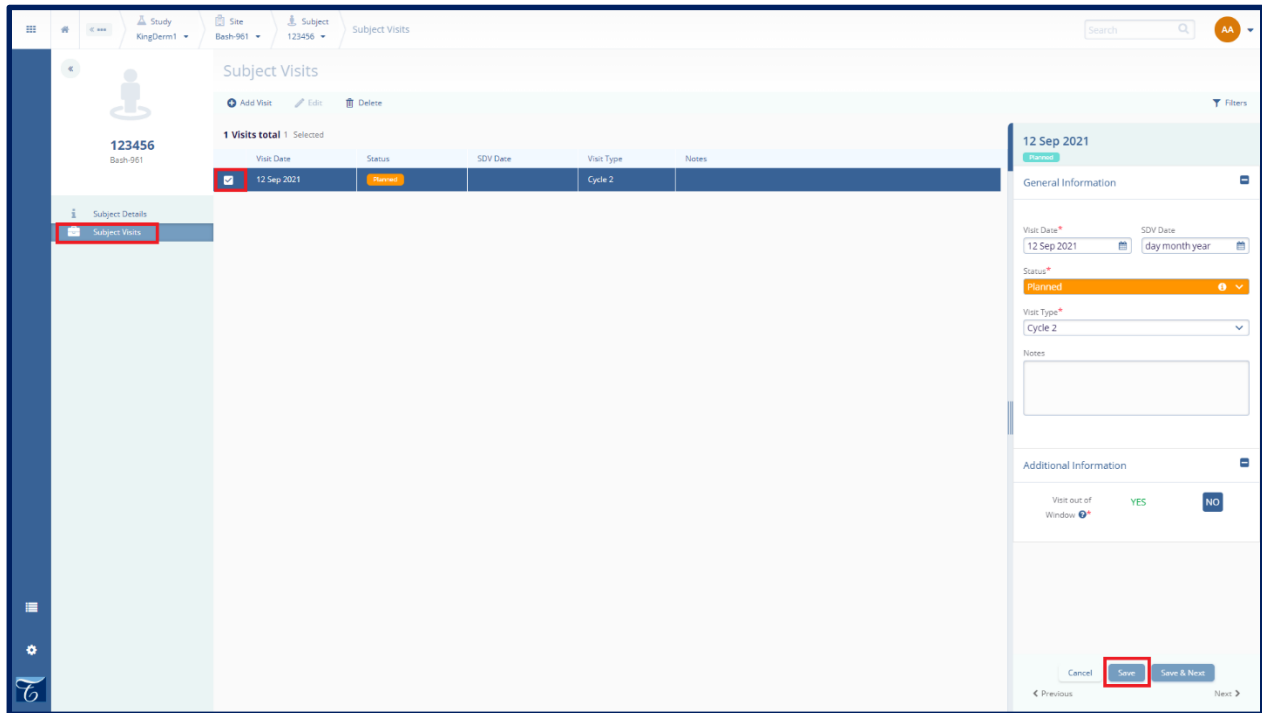 Study
KingDerm1
Site
Bash-961
Subject
123456
Subject Visits
Search
AA
Subject Visits
Add Visit Edit Delete
Filters
123456
Bash-961
Subject Details
Subject Visits
1 Visits total 1 Selected
Visit Date Status SDV Date Visit Type Notes
12 Sep 2021 Planned Cycle 2
12 Sep 2021
Planned
General Information
Visit Date* SDV Date
12 Sep 2021 day month year
Status*
Planned
Visit Type*
Cycle 2
Notes
Additional Information
Visit out of YES NO
Window *
Cancel Save Save & Next
Previous Next